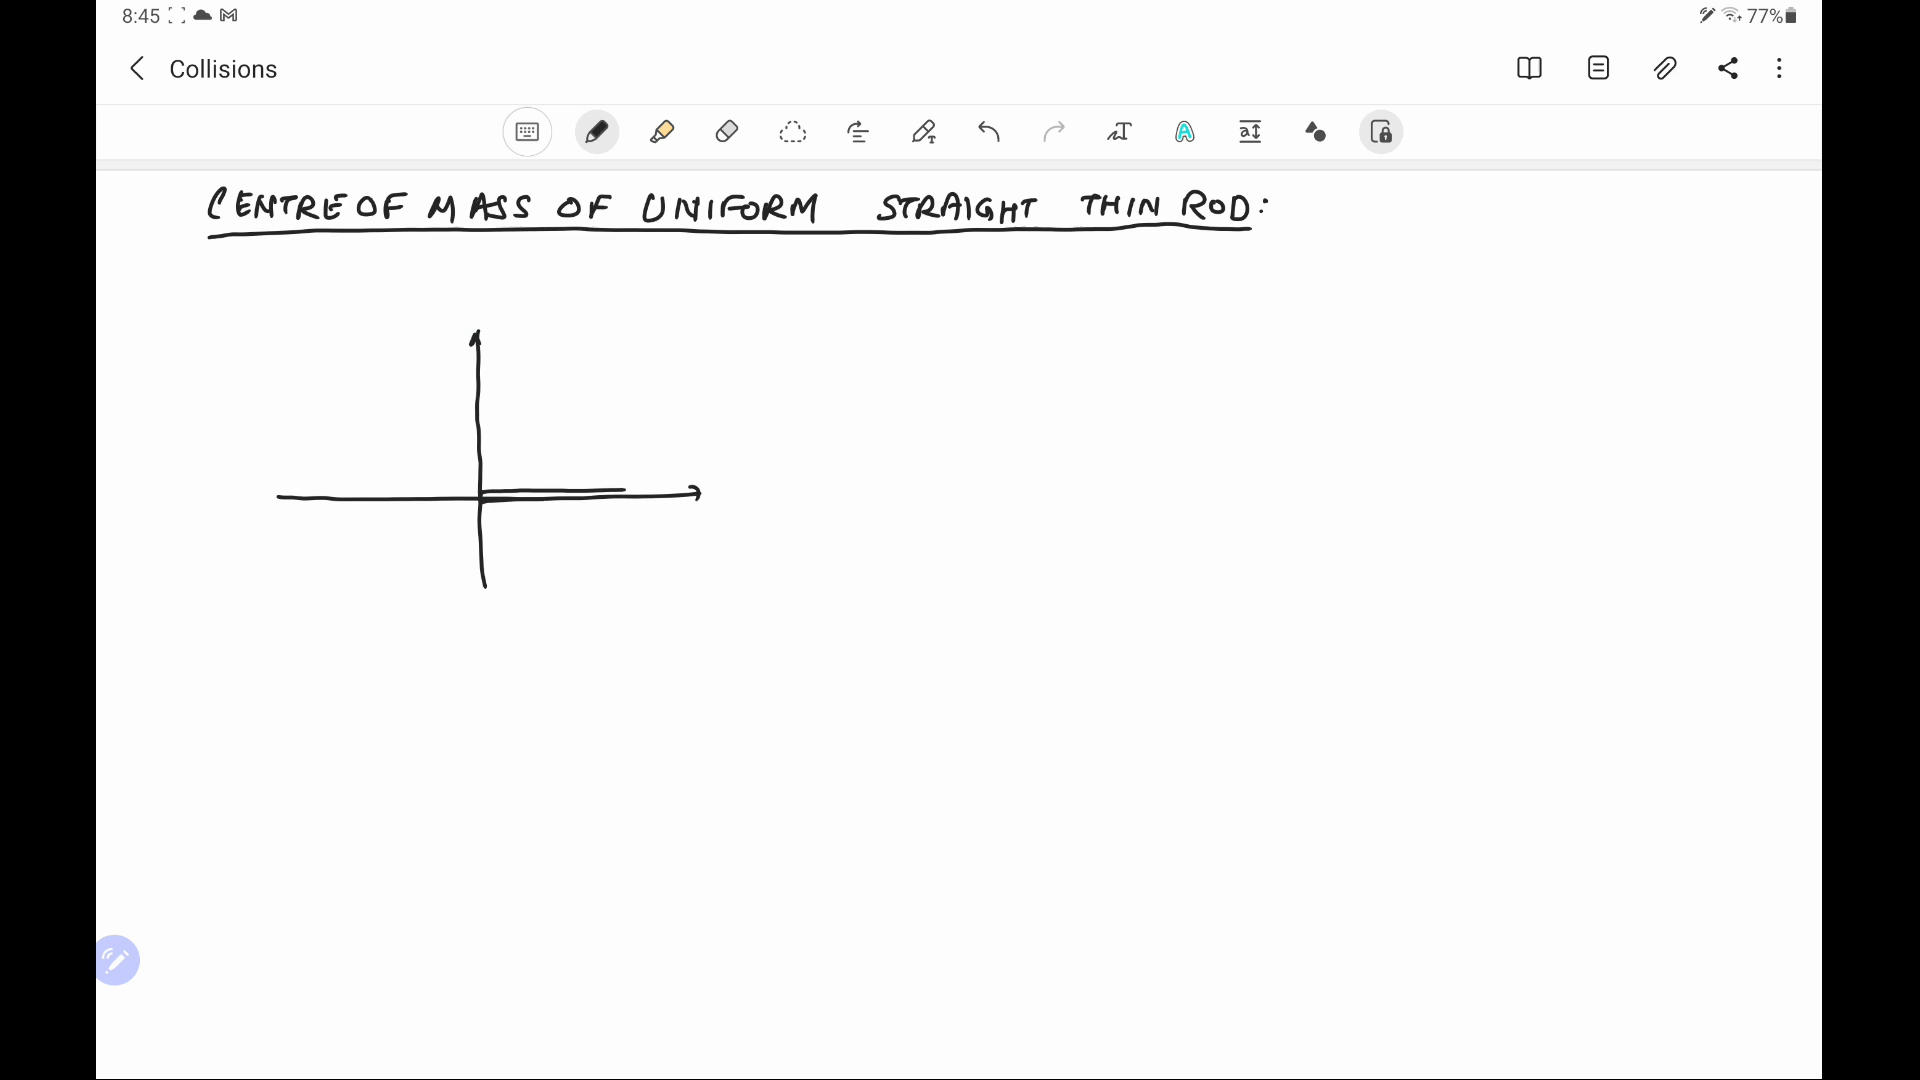 8:45 77%
Collisions
CENTRE OF MASS OF UNIFORM STRAIGHT THIN ROD: